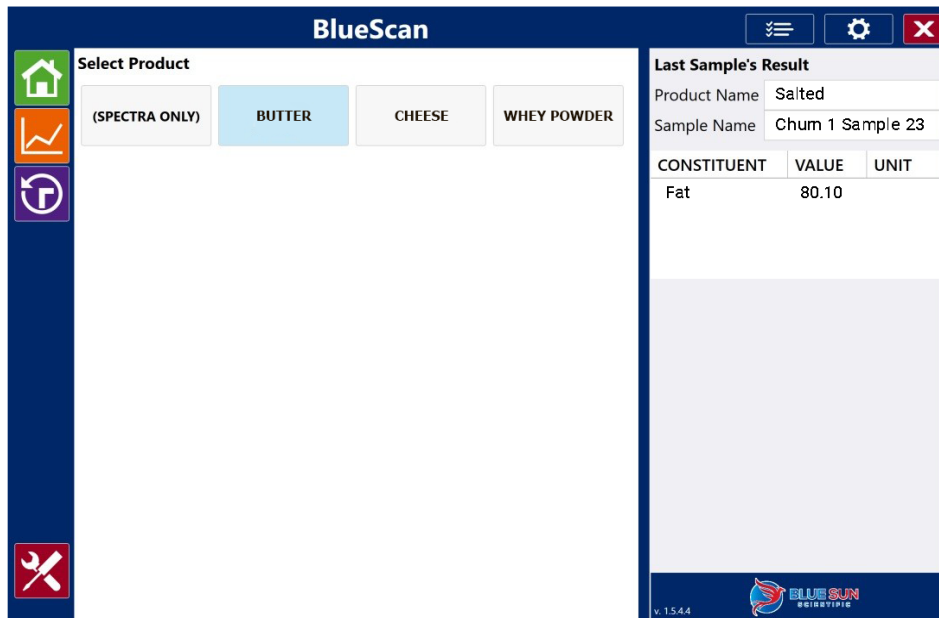 BlueScan
Select Product
(SPECTRA ONLY)
BUTTER
CHEESE
WHEY POWDER
Last Sample's Result
Product Name Salted
Sample Name Churn 1 Sample 23
CONSTITUENT VALUE UNIT
Fat 80.10
v. 1.5.4.4
BLUE SUN
SCIENTIFIC